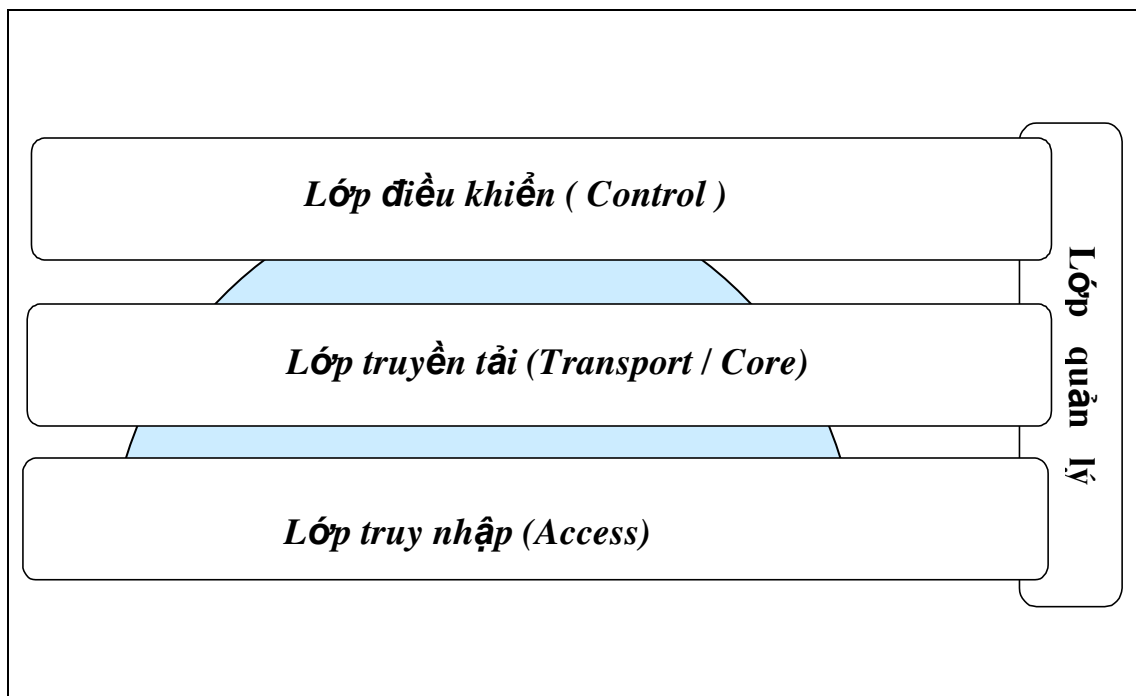 Lớp điều khiển ( Control )
Lớp truyền tải (Transport / Core)
Lớp truy nhập (Access)
Lớp quản lý